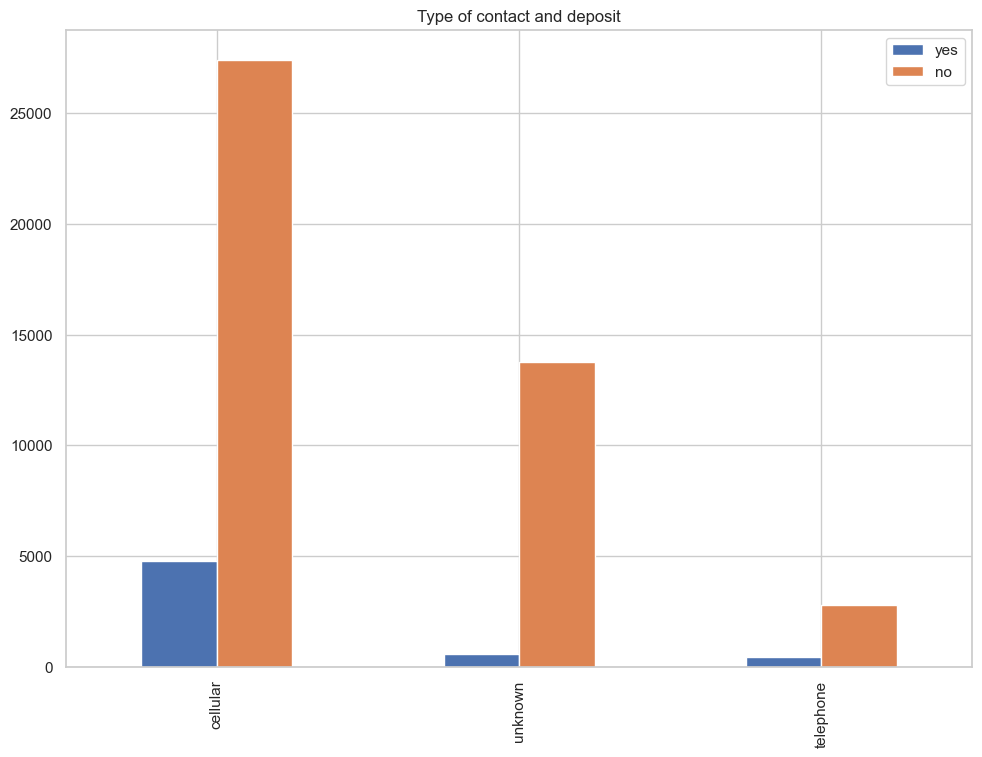 Type of contact and deposit
yes
no
25000
20000
15000
10000
5000
0
cellular
unknown
telephone